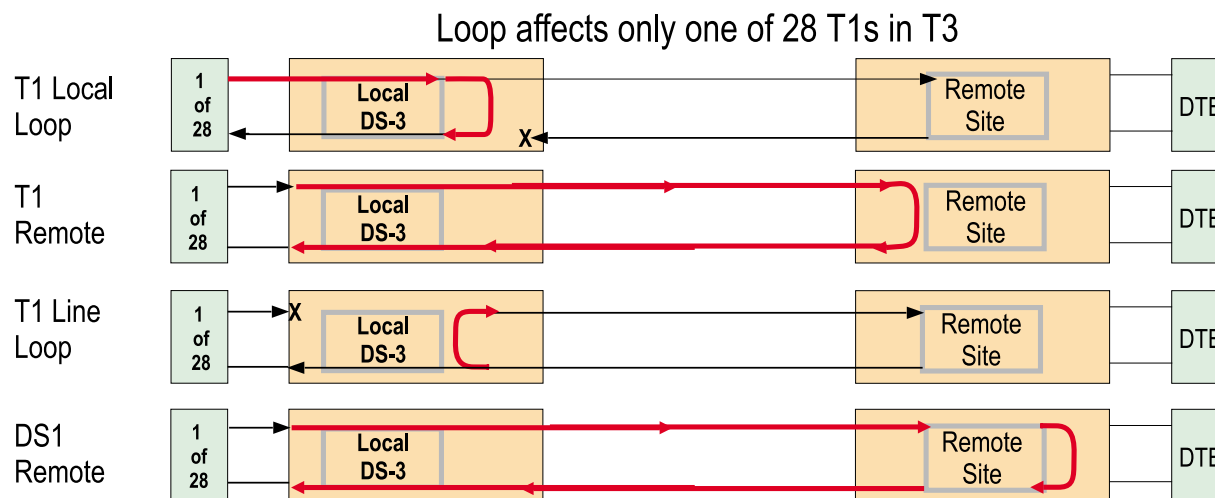 Loop affects only one of 28 T1s in T3
T1 Local
Loop
1
of
28
Local
DS-3
X
Remote
Site
DTE
T1
Remote
1
of
28
Local
DS-3
Remote
Site
DTE
T1 Line
Loop
1
of
28
X
Local
DS-3
Remote
Site
DTE
DS1
Remote
1
of
28
Local
DS-3
Remote
Site
DTE